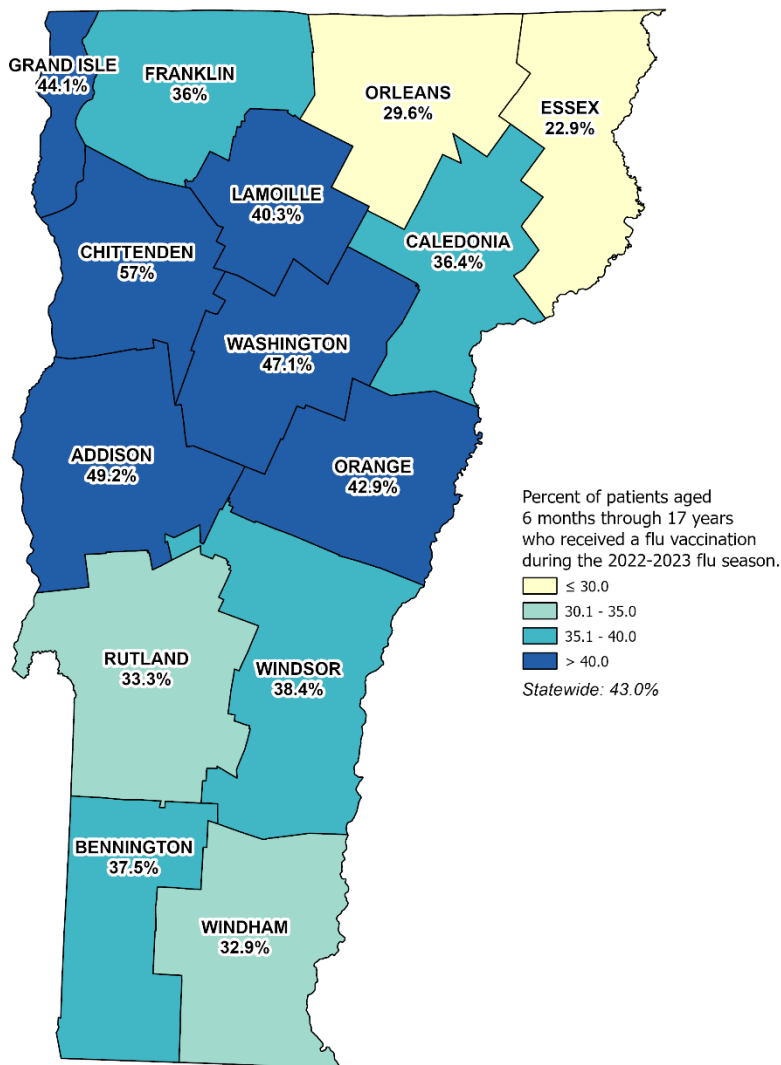 GRAND ISLE
44.1%
FRANKLIN
36%
ORLEANS
29.6%
ESSEX
22.9%
LAMOILLE
40.3%
CHITTENDEN
57%
CALEDONIA
36.4%
WASHINGTON
47.1%
ADDISON
49.2%
ORANGE
42.9%
Percent of patients aged
6 months through 17 years
who received a flu vaccination
during the 2022-2023 flu season.
≤ 30.0
30.1 - 35.0
35.1 - 40.0
> 40.0
Statewide: 43.0%
RUTLAND
33.3%
WINDSOR
38.4%
BENNINGTON
37.5%
WINDHAM
32.9%